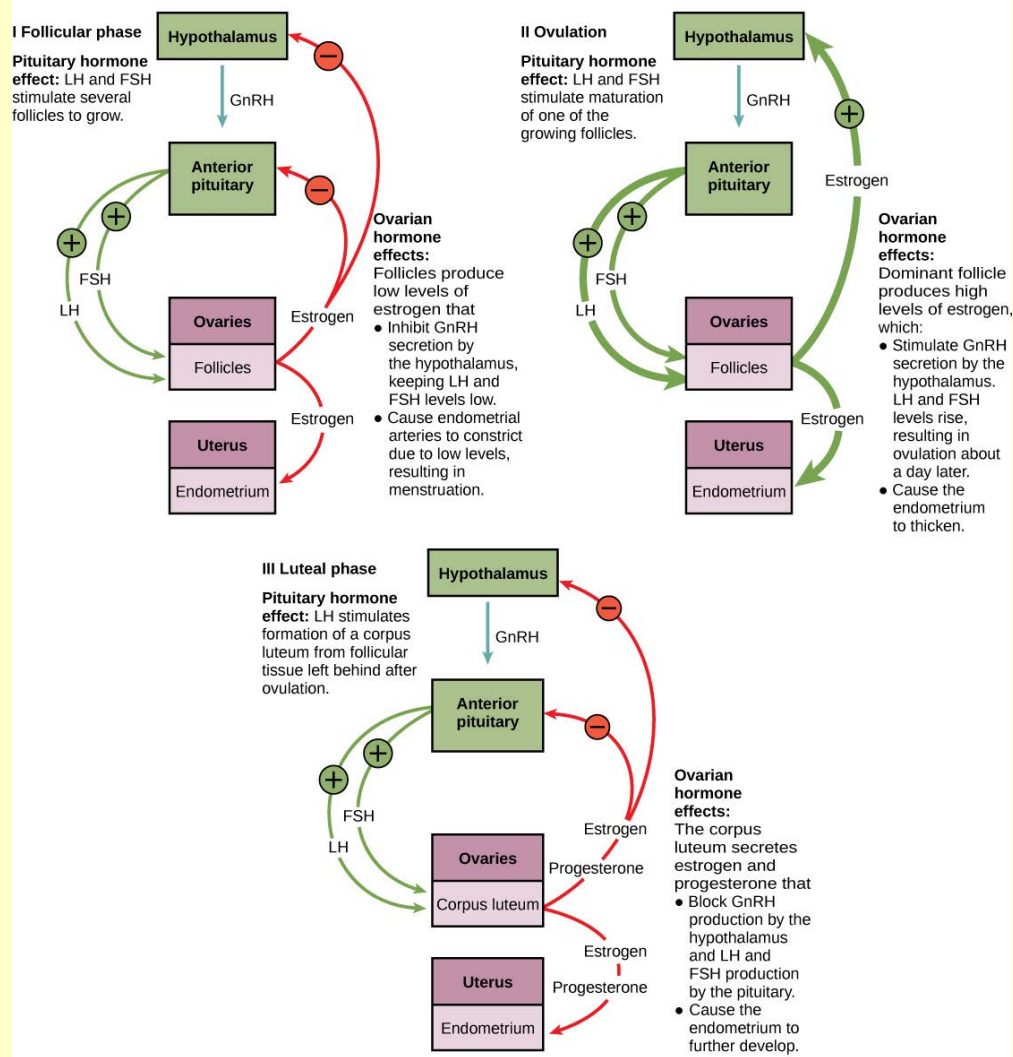 I Follicular phase
Pituitary hormone
effect: LH and FSH
stimulate several
follicles to grow.
Hypothalamus
−
GnRH
Anterior
pituitary
−
+
+
FSH
LH
Ovaries
Follicles
Estrogen
Estrogen
Uterus
Endometrium
Ovarian
hormone
effects:
Follicles produce
low levels of
estrogen that
● Inhibit GnRH
secretion by
the hypothalamus,
keeping LH and
FSH levels low.
● Cause endometrial
arteries to constrict
due to low levels,
resulting in
menstruation.
II Ovulation
Pituitary hormone
effect: LH and FSH
stimulate maturation
of one of the
growing follicles.
Hypothalamus
+
GnRH
Anterior
pituitary
Estrogen
+
+
FSH
LH
Ovaries
Follicles
Estrogen
Uterus
Endometrium
Ovarian
hormone
effects:
Dominant follicle
produces high
levels of estrogen,
which:
● Stimulate GnRH
secretion by the
hypothalamus.
LH and FSH
levels rise,
resulting in
ovulation about
a day later.
● Cause the
endometrium
to thicken.
III Luteal phase
Pituitary hormone
effect: LH stimulates
formation of a corpus
luteum from follicular
tissue left behind after
ovulation.
Hypothalamus
−
GnRH
Anterior
pituitary
−
+
+
FSH
LH
Ovaries
Corpus luteum
Estrogen
Progesterone
Estrogen
Progesterone
Uterus
Endometrium
Ovarian
hormone
effects:
The corpus
luteum secretes
estrogen and
progesterone that
● Block GnRH
production by the
hypothalamus
and LH and
FSH production
by the pituitary.
● Cause the
endometrium to
further develop.